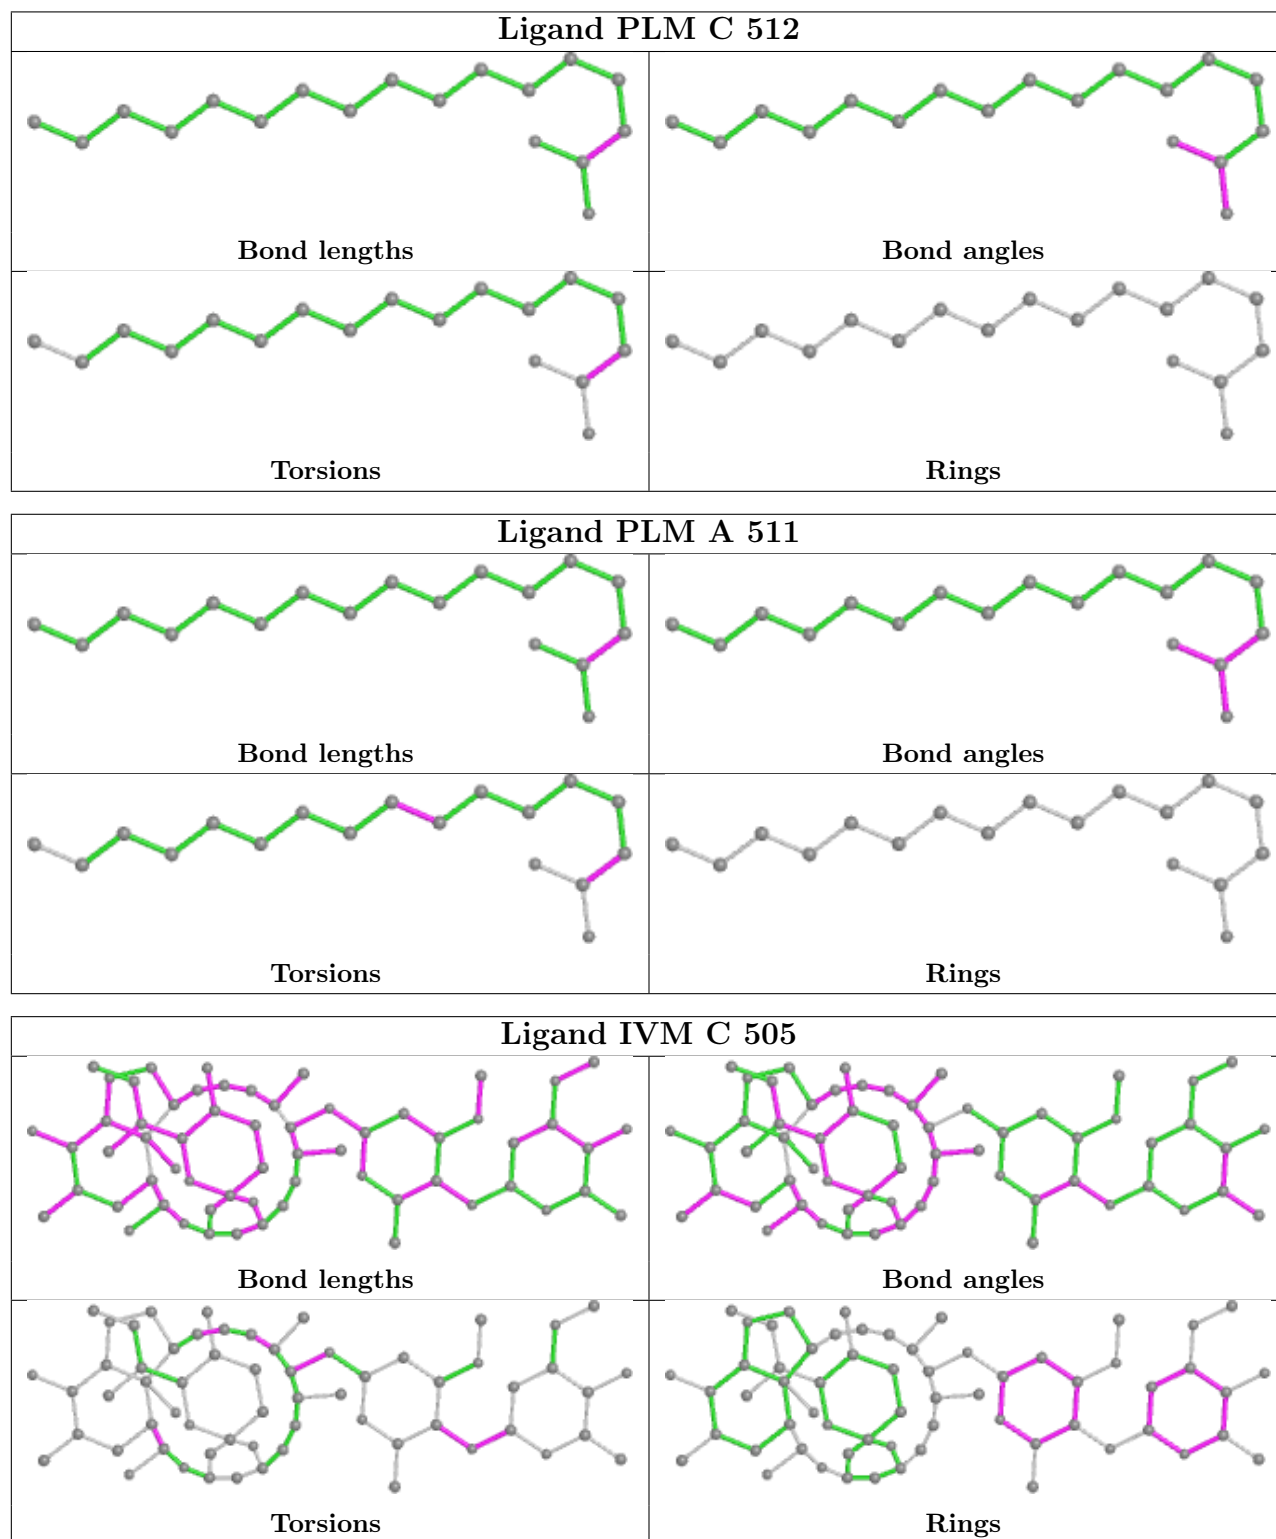 Ligand PLM C 512
Bond lengths
Bond angles
Torsions
Rings
Ligand PLM A 511
Bond lengths
Bond angles
Torsions
Rings
Ligand IVM C 505
Bond lengths
Bond angles
Torsions
Rings